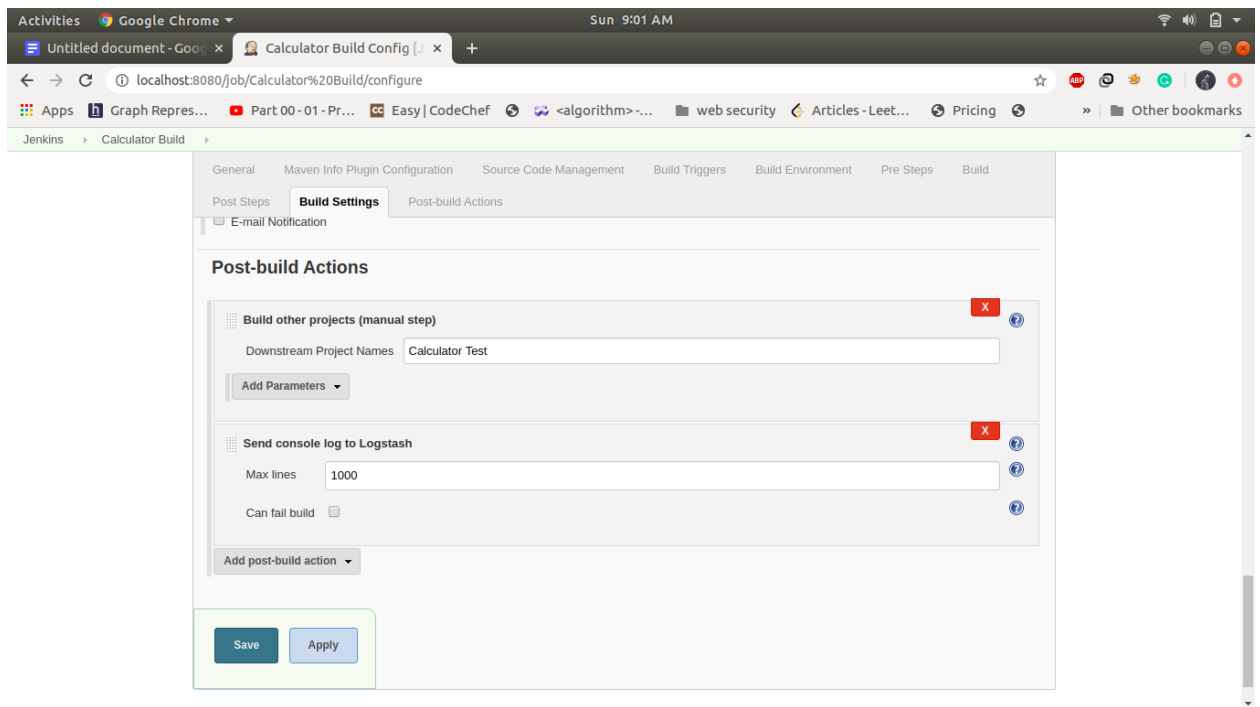 Activities Google Chrome
Sun 9:01 AM
Untitled document - Goog
Calculator Build Config [J
localhost:8080/job/Calculator%20Build/configure
ABP
G
Apps h Graph Repres... Part 00 - 01 - Pr... CC Easy | CodeChef <algorithm> -... web security Articles - Leet... Pricing » Other bookmarks
Jenkins Calculator Build
General Maven Info Plugin Configuration Source Code Management Build Triggers Build Environment Pre Steps Build
Post Steps Build Settings Post-build Actions
E-mail Notification
Post-build Actions
X
Build other projects (manual step)
Downstream Project Names Calculator Test
Add Parameters
X
Send console log to Logstash
Max lines 1000
Can fail build
Add post-build action
Save Apply